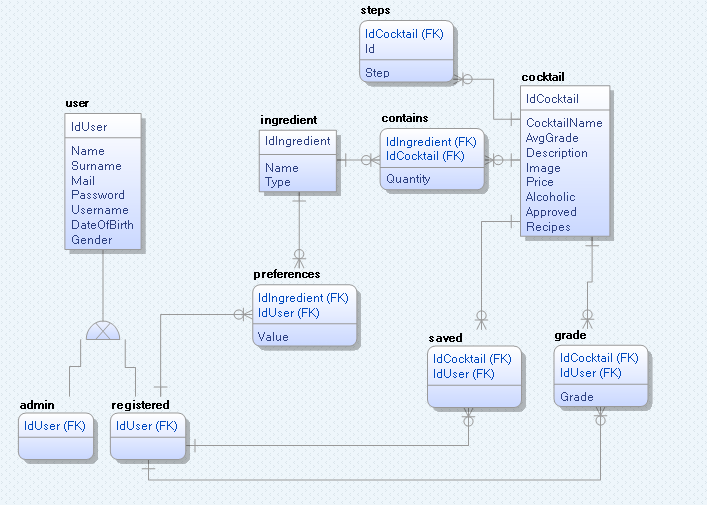 steps
IdCocktail (FK)
Id
Step
cocktail
IdCocktail
CocktailName
AvgGrade
Description
Image
Price
Alcoholic
Approved
Recipes
user
IdUser
Name
Surname
Mail
Password
Username
DateOfBirth
Gender
ingredient
IdIngredient
Name
Type
contains
IdIngredient (FK)
IdCocktail (FK)
Quantity
preferences
IdIngredient (FK)
IdUser (FK)
Value
saved
IdCocktail (FK)
IdUser (FK)
grade
IdCocktail (FK)
IdUser (FK)
Grade
admin
IdUser (FK)
registered
IdUser (FK)